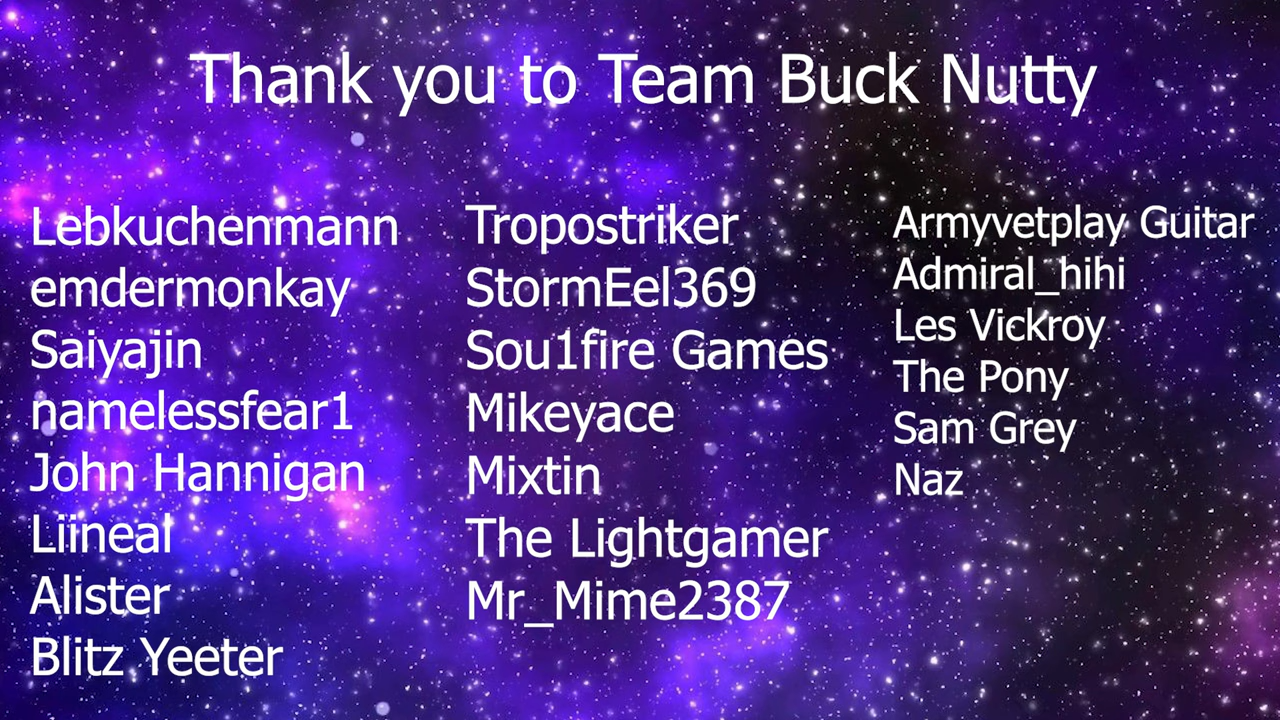 Thank you to Team Buck Nutty
Lebkuchenmann
emdermonkay
Saiyajin
namelessfear1
John Hannigan
Liineal
Alister
Blitz Yeeter
Tropostriker
StormEel369
Sou1fire Games
Mikeyace
Mixtin
The Lightgamer
Mr_Mime2387
Armyvetplay Guitar
Admiral_hihi
Les Vickroy
The Pony
Sam Grey
Naz